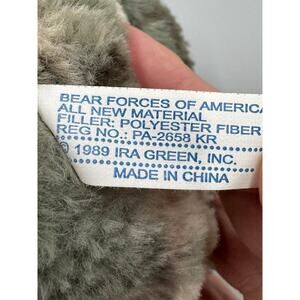 BEAR FORCES OF AMERICA
ALL NEW MATERIAL
FILLER: POLYESTER FIBER
REG NO.: PA-2658 KR
© 1989 IRA GREEN, INC.
MADE IN CHINA